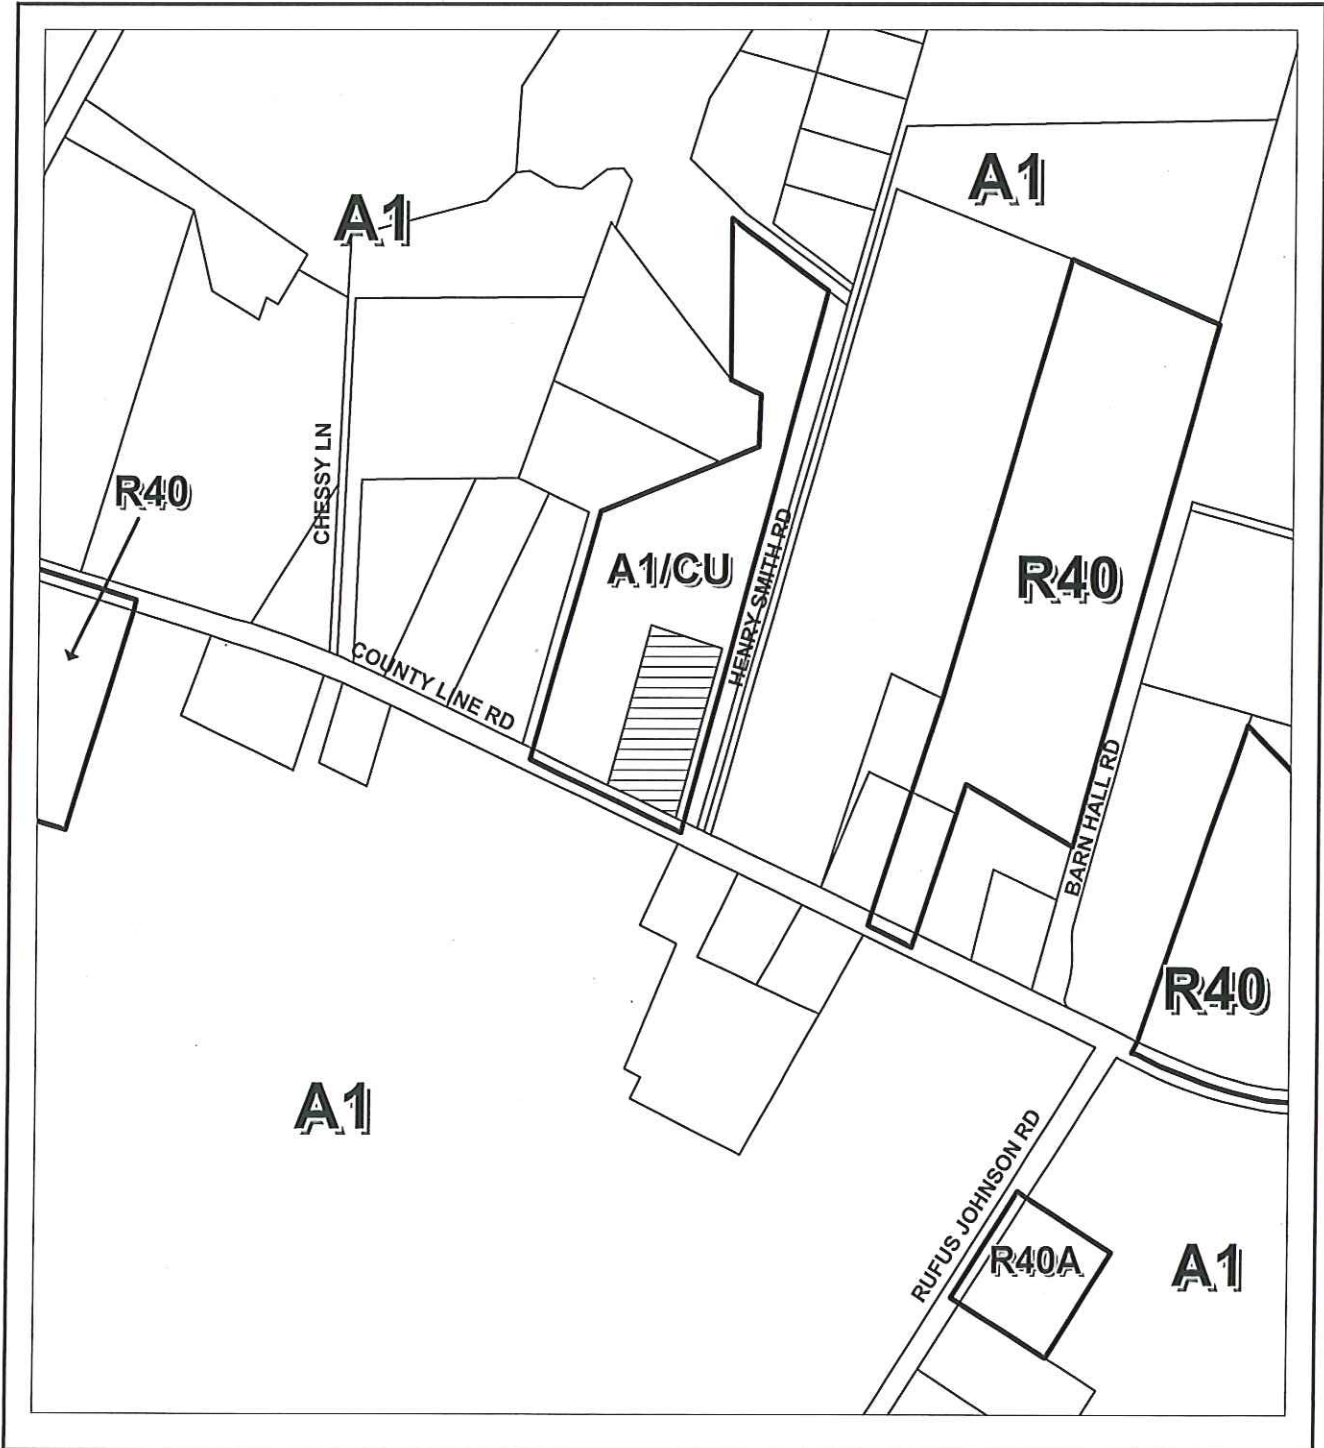 A1
A1
CHESSY LN
R40
A1/CU
HENRY SMITH RD
R40
COUNTY LINE RD
BARN HALL RD
R40
A1
RUFUS JOHNSON RD
R40A
A1